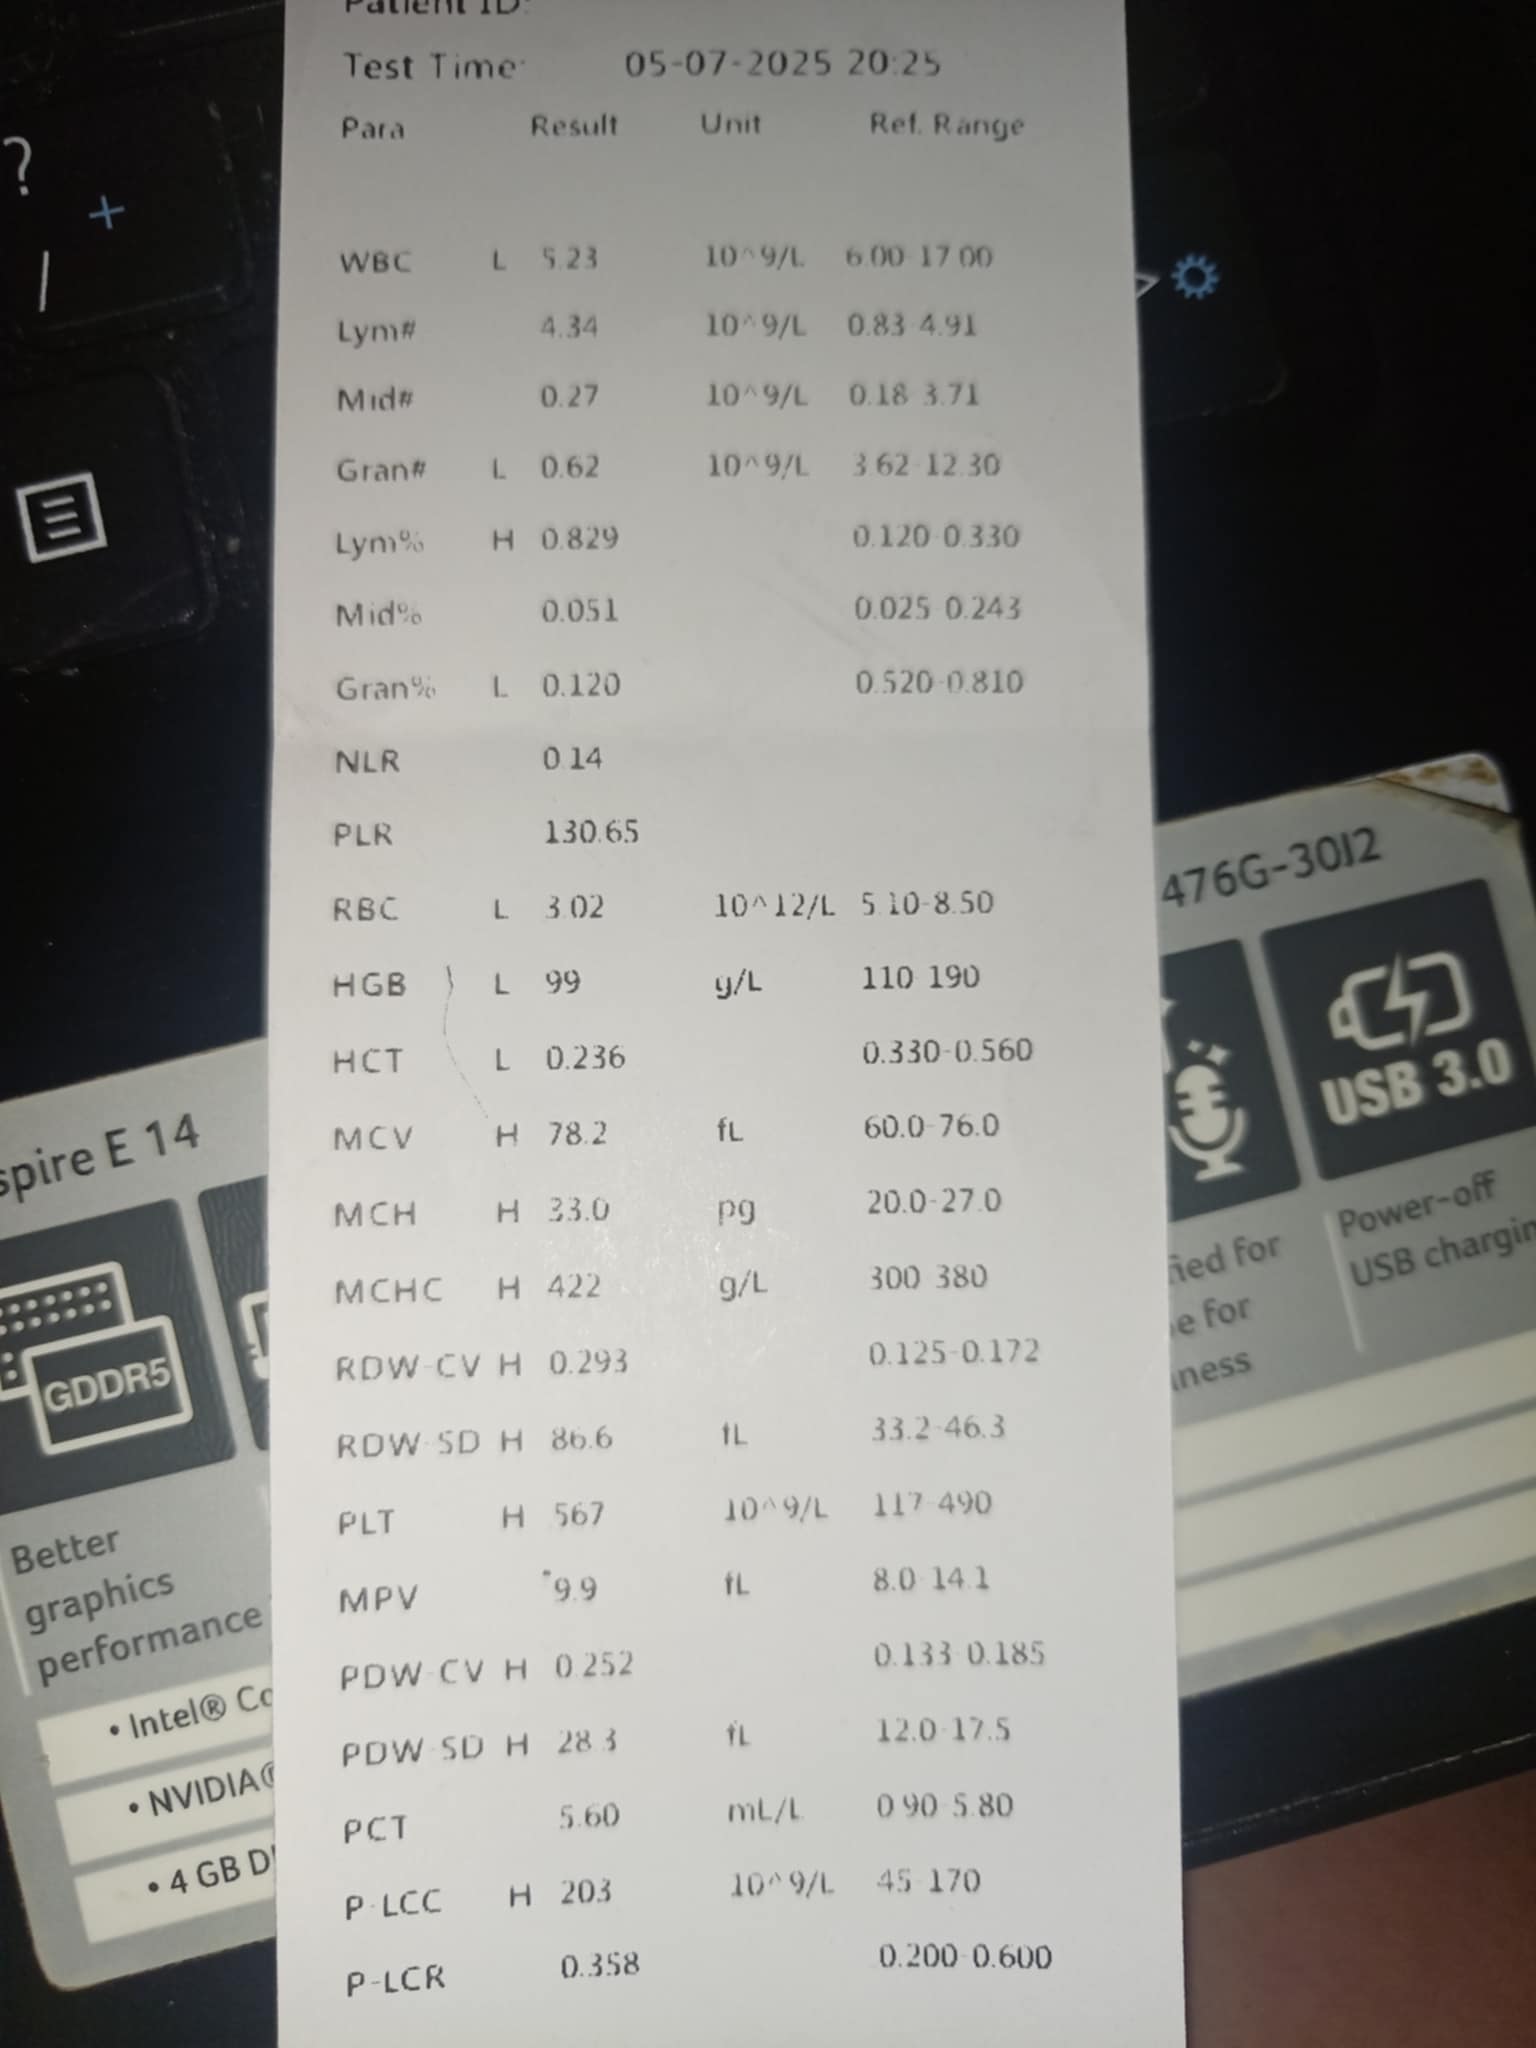 Patient ID:
Test Time: 05-07-2025 20:25
Para Result Unit Ref. Range
WBC L 5.23 10^9/L 6.00-17.00
Lym# 4.34 10^9/L 0.83-4.91
Mid# 0.27 10^9/L 0.18-3.71
Gran# L 0.62 10^9/L 3.62-12.30
Lym% H 0.829 0.120-0.330
Mid% 0.051 0.025-0.243
Gran% L 0.120 0.520-0.810
NLR 0.14
PLR 130.65
RBC L 3.02 10^12/L 5.10-8.50
HGB L 99 g/L 110-190
HCT L 0.236 0.330-0.560
MCV H 78.2 fL 60.0-76.0
MCH H 33.0 pg 20.0-27.0
MCHC H 422 g/L 300-380
RDW-CV H 0.293 0.125-0.172
RDW-SD H 86.6 fL 33.2-46.3
PLT H 567 10^9/L 117-490
MPV 9.9 fL 8.0-14.1
PDW-CV H 0.252 0.133-0.185
PDW-SD H 28.3 fL 12.0-17.5
PCT 5.60 mL/L 0.90-5.80
P-LCC H 203 10^9/L 45-170
P-LCR 0.358 0.200-0.600
?
+
/
spire E 14
GDDR5
Better
graphics
performance
• Intel® Co
• NVIDIA®
• 4 GB D
476G-30J2
USB 3.0
Power-off
USB chargin
fied for
e for
iness